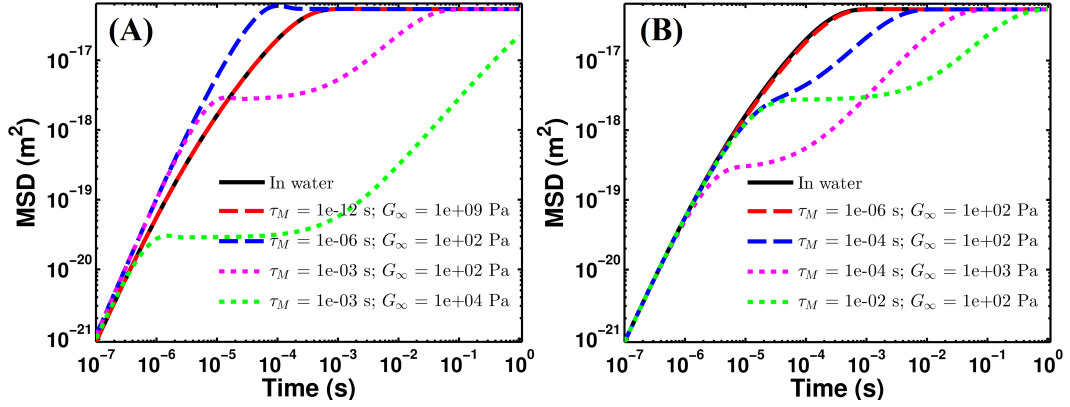 (A)
MSD (m²)
10⁻¹⁷
10⁻¹⁸
10⁻¹⁹
10⁻²⁰
10⁻²¹
In water
τ_M = 1e-12 s; G_∞ = 1e+09 Pa
τ_M = 1e-06 s; G_∞ = 1e+02 Pa
τ_M = 1e-03 s; G_∞ = 1e+02 Pa
τ_M = 1e-03 s; G_∞ = 1e+04 Pa
10⁻⁷ 10⁻⁶ 10⁻⁵ 10⁻⁴ 10⁻³ 10⁻² 10⁻¹ 10⁰
Time (s)
(B)
MSD (m²)
10⁻¹⁷
10⁻¹⁸
10⁻¹⁹
10⁻²⁰
10⁻²¹
In water
τ_M = 1e-06 s; G_∞ = 1e+02 Pa
τ_M = 1e-04 s; G_∞ = 1e+02 Pa
τ_M = 1e-04 s; G_∞ = 1e+03 Pa
τ_M = 1e-02 s; G_∞ = 1e+02 Pa
10⁻⁷ 10⁻⁶ 10⁻⁵ 10⁻⁴ 10⁻³ 10⁻² 10⁻¹ 10⁰
Time (s)